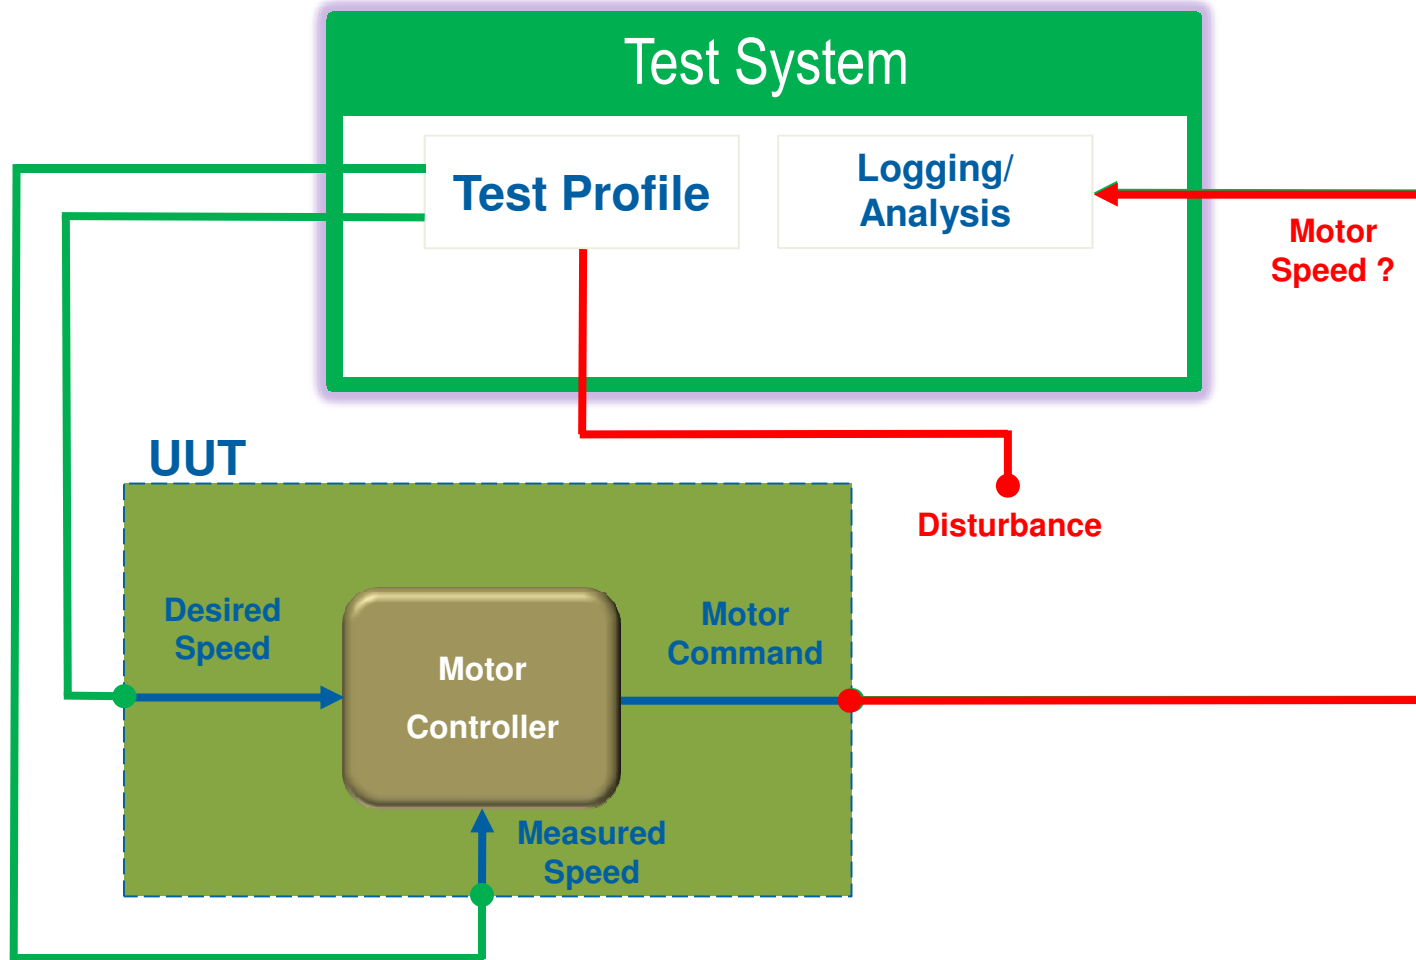 Test System
Test Profile
Logging/
Analysis
Motor
Speed ?
UUT
Disturbance
Desired
Speed
Motor
Controller
Motor
Command
Measured
Speed